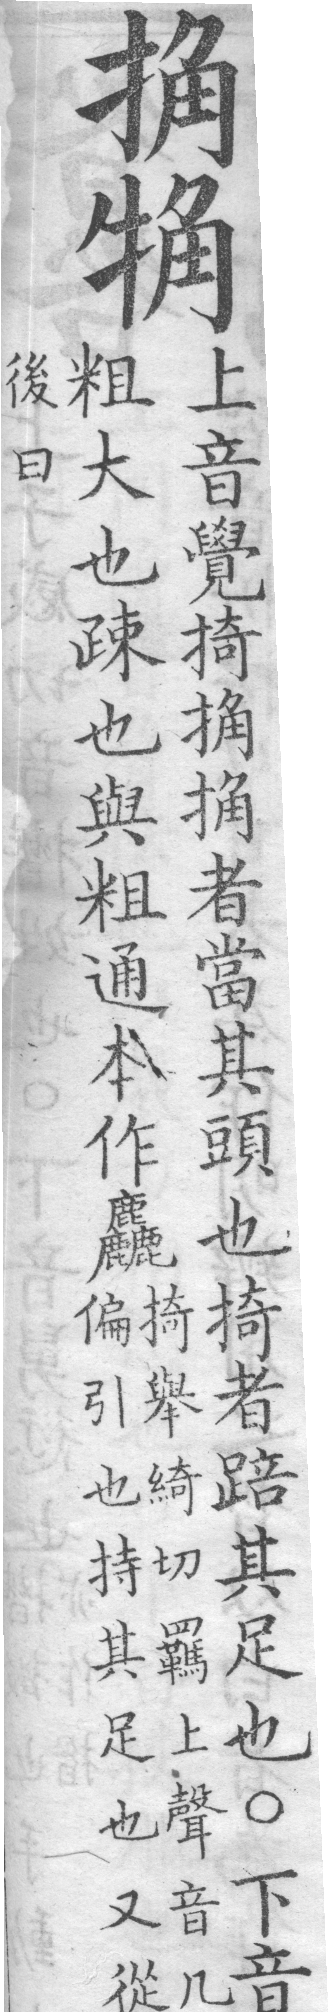 捔㹱
上音覺掎捔捔者當其頭也掎者踣其足也○下音
粗大也疎也與粗通本作麤
掎舉綺切羈上聲音几
偏引也持其足也又從
後曰